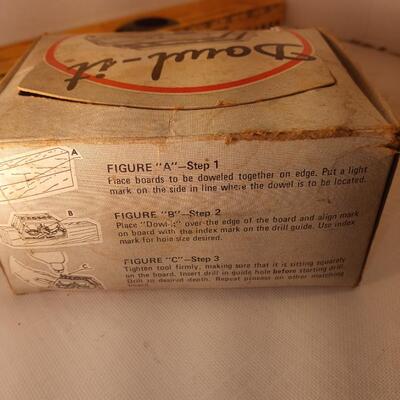 Dowl-it
A
FIGURE "A"—Step 1
Place boards to be doweled together on edge. Put a light
mark on the side in line where the dowel is to be located.
B
FIGURE "B"—Step 2
Place "Dowl-it" over the edge of the board and align mark
on board with the index mark on the drill guide. Use index
mark for hole size desired.
C
FIGURE "C"—Step 3
Tighten tool firmly, making sure that it is sitting squarely
on the board. Insert drill in guide hole before starting drill.
Drill to desired depth. Repeat process on other matching
board.